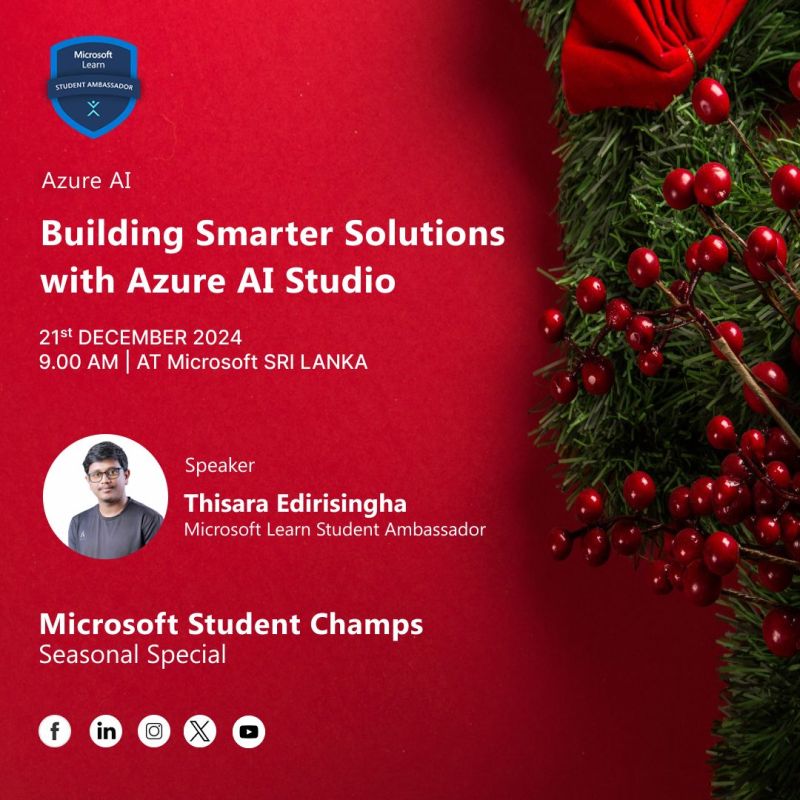 Microsoft
Learn
STUDENT AMBASSADOR
Azure AI
Building Smarter Solutions
with Azure AI Studio
21st DECEMBER 2024
9.00 AM | AT Microsoft SRI LANKA
Speaker
Thisara Edirisingha
Microsoft Learn Student Ambassador
Microsoft Student Champs
Seasonal Special